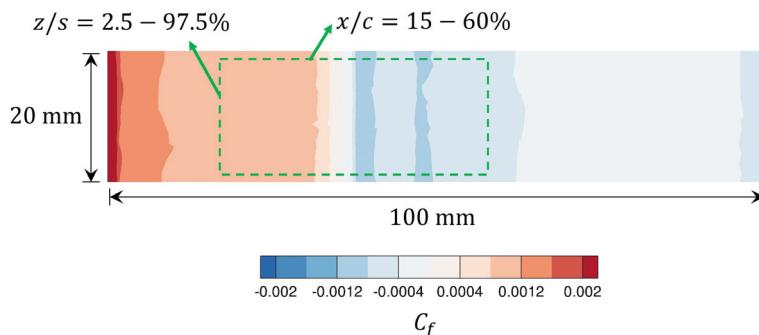 z/s = 2.5 − 97.5%
x/c = 15 − 60%
20 mm
100 mm
-0.002 -0.0012 -0.0004 0.0004 0.0012 0.002
C_f